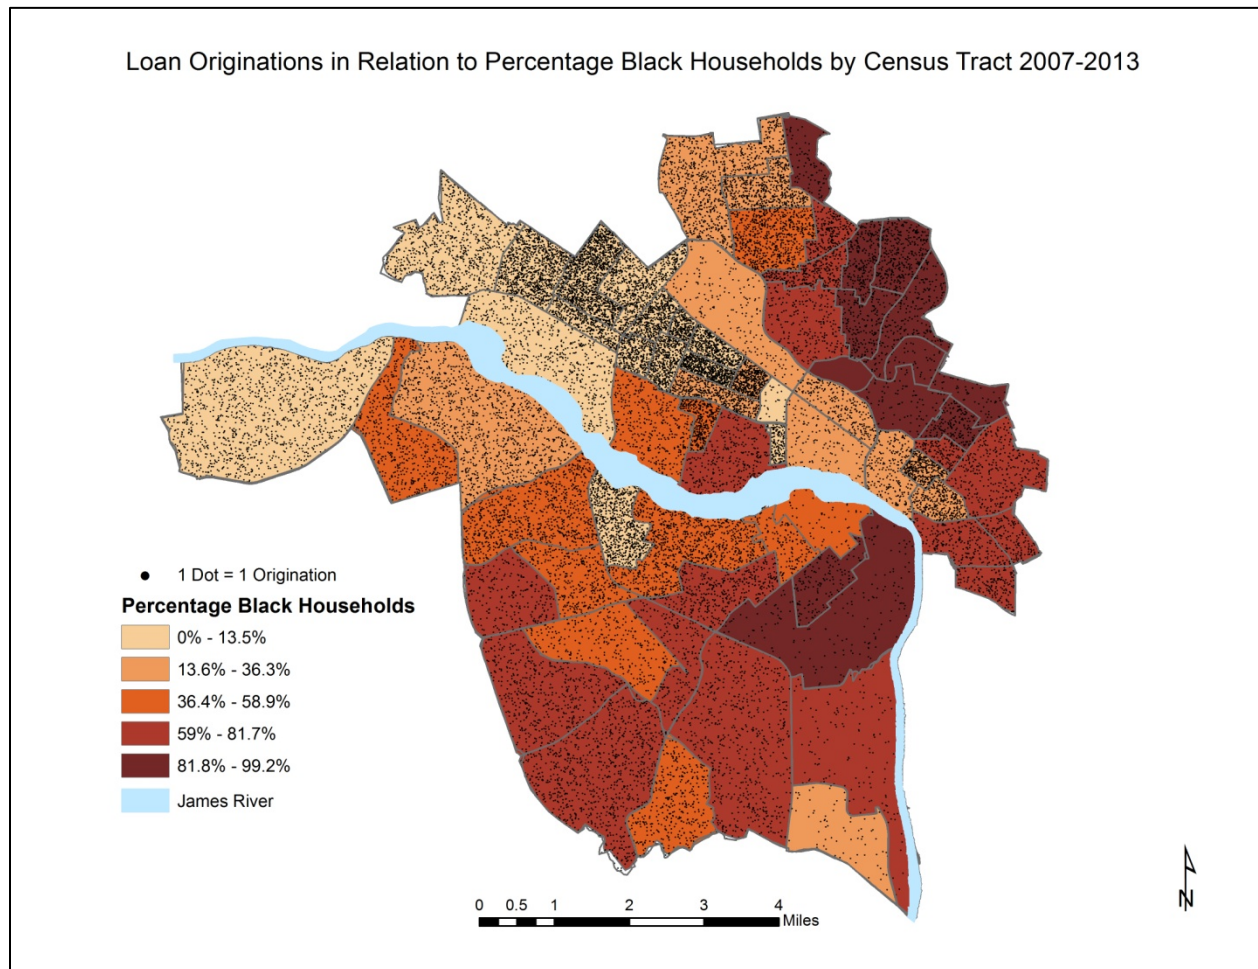 Loan Originations in Relation to Percentage Black Households by Census Tract 2007-2013
1 Dot = 1 Origination
Percentage Black Households
0% - 13.5%
13.6% - 36.3%
36.4% - 58.9%
59% - 81.7%
81.8% - 99.2%
James River
0 0.5 1 2 3 4
Miles
N